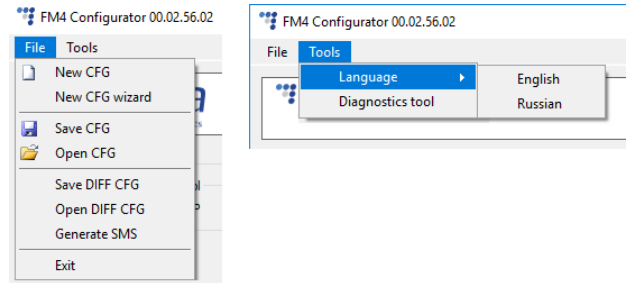 FM4 Configurator 00.02.56.02
File Tools
New CFG
New CFG wizard
Save CFG
Open CFG
Save DIFF CFG
Open DIFF CFG
Generate SMS
Exit
FM4 Configurator 00.02.56.02
File Tools
Language
Diagnostics tool
English
Russian